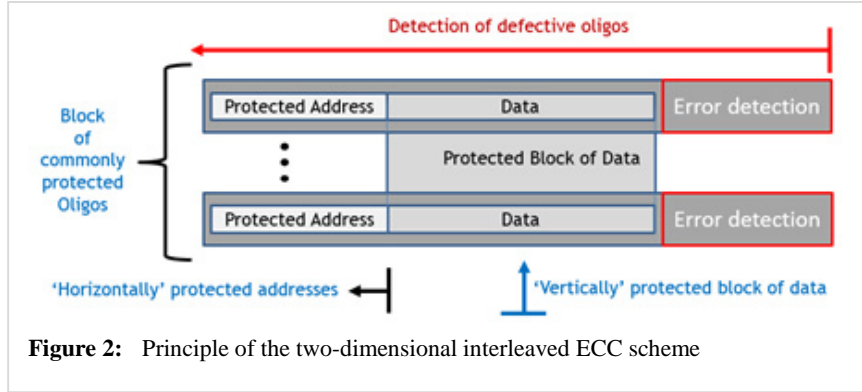 Detection of defective oligos
Block
of
commonly
protected
Oligos
Protected Address Data Error detection
Protected Block of Data
Protected Address Data Error detection
'Horizontally' protected addresses 'Vertically' protected block of data
Figure 2: Principle of the two-dimensional interleaved ECC scheme